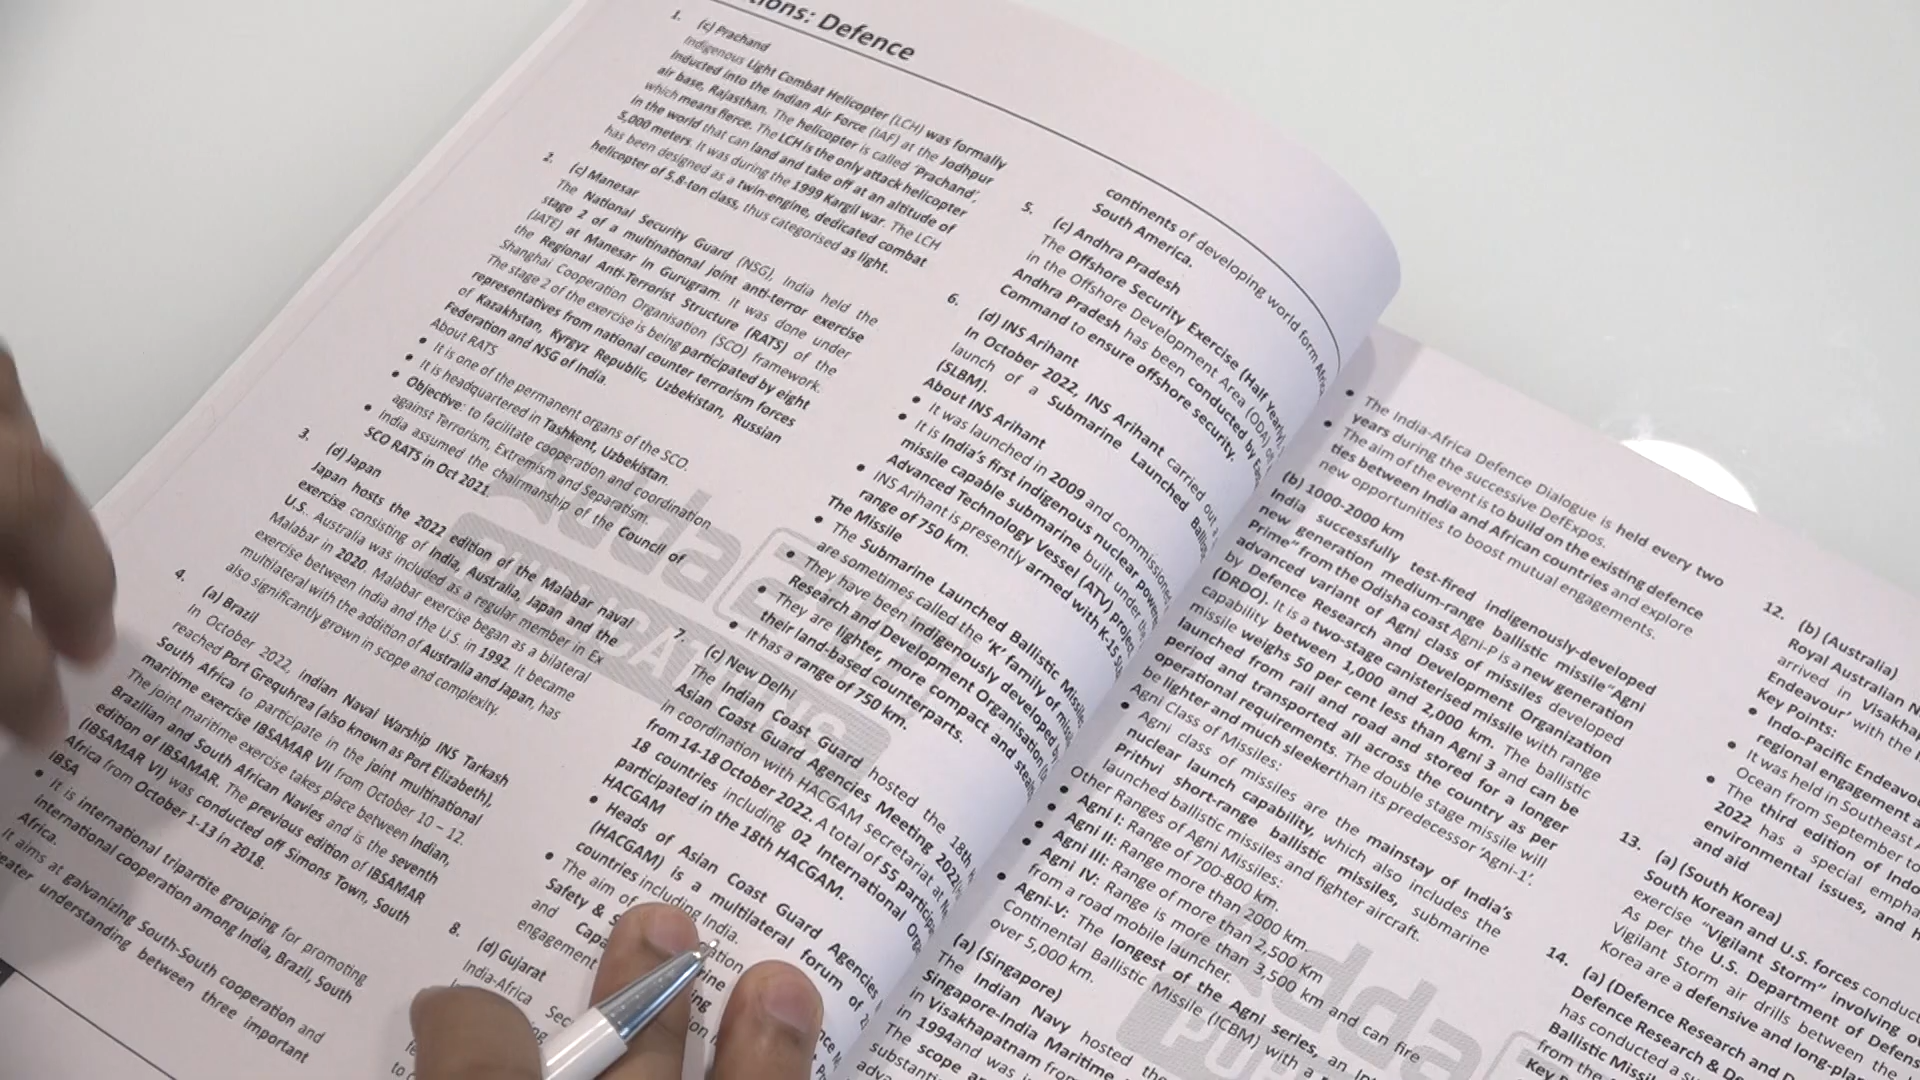 tions: Defence
1. (c) Prachand
Indigenous Light Combat Helicopter (LCH) was formally
inducted into the Indian Air Force (IAF) at the Jodhpur
air base, Rajasthan. The helicopter is called ‘Prachand’,
which means fierce. The LCH is the only attack helicopter
in the world that can land and take off at an altitude of
5,000 meters. It was during the 1999 Kargil war. The LCH
has been designed as a twin-engine, dedicated combat
helicopter of 5.8-ton class, thus categorised as light.
2. (c) Manesar
The National Security Guard (NSG), India held the
stage 2 of a multinational joint anti-terror exercise
(JATE) at Manesar in Gurugram. It was done under
the Regional Anti-Terrorist Structure (RATS) of the
Shanghai Cooperation Organisation (SCO) framework.
The stage 2 of the exercise is being participated by eight
representatives from national counter terrorism forces
of Kazakhstan, Kyrgyz Republic, Uzbekistan, Russian
Federation and NSG of India.
About RATS
• It is one of the permanent organs of the SCO.
• It is headquartered in Tashkent, Uzbekistan.
• Objective: to facilitate cooperation and coordination
against Terrorism, Extremism and Separatism.
• India assumed the chairmanship of the Council of
SCO RATS in Oct 2021.
3. (d) Japan
Japan hosts the 2022 edition of the Malabar naval
exercise consisting of India, Australia, Japan and the
U.S.. Australia was included as a regular member in Ex
Malabar in 2020. Malabar exercise began as a bilateral
exercise between India and the U.S. in 1992. It became
multilateral with the addition of Australia and Japan, has
also significantly grown in scope and complexity.
4. (a) Brazil
In October 2022, Indian Naval Warship INS Tarkash
reached Port Grequhrea (also known as Port Elizabeth),
South Africa to participate in the joint multinational
maritime exercise IBSAMAR VII from October 10 – 12.
The joint maritime exercise takes place between Indian,
Brazilian and South African Navies and is the seventh
edition of IBSAMAR. The previous edition of IBSAMAR
(IBSAMAR VI) was conducted off Simons Town, South
Africa from October 1-13 in 2018.
IBSA
• It is international tripartite grouping for promoting
international cooperation among India, Brazil, South
Africa.
It aims at galvanizing South-South cooperation and
eater understanding between three important
continents of developing world form Africa
South America.
5. (c) Andhra Pradesh
The Offshore Security Exercise (Half Yearly),
in the Offshore Development Area (ODA) of
Andhra Pradesh has been conducted by Eas
Command to ensure offshore security.
6. (d) INS Arihant
In October 2022, INS Arihant carried out a
launch of a Submarine Launched Ballis
(SLBM).
About INS Arihant
• It was launched in 2009 and commissioned
• It is India’s first indigenous nuclear powere
missile capable submarine built under the
Advanced Technology Vessel (ATV) Project
• INS Arihant is presently armed with K-15
range of 750 km.
The Missile
• The Submarine Launched Ballistic Missile
are sometimes called the ‘K’ family of missi
• They have been indigenously developed by
Research and Development Organisation
• They are lighter, more compact and stealt
their land-based counterparts.
• It has a range of 750 km.
7. (c) New Delhi
The Indian Coast Guard hosted the 18th
Asian Coast Guard Agencies Meeting 2022
in coordination with HACGAM secretariat at Ne
from 14-18 October 2022. A total of 55 particip
18 countries including 02 International Orga
participated in the 18th HACGAM.
HACGAM
• Heads of Asian Coast Guard Agencies
(HACGAM) is a multilateral forum of 2
countries including India.
• The aim of
Safety & S
and Capa
engagement
8. (d) Gujarat
India-Africa Sec
• The India-Africa Defence Dialogue is held every two
years during the successive DefExpos.
• The aim of the event is to build on the existing defence
ties between India and African countries and explore
new opportunities to boost mutual engagements.
(b) 1000-2000 km
India successfully test-fired indigenously-developed
new generation medium-range ballistic missile “Agni
Prime” from the Odisha coast Agni-P is a new generation
advanced variant of Agni class of missiles developed
by Defence Research and Development Organization
(DRDO). It is a two-stage canisterised missile with range
capability between 1,000 and 2,000 km. The ballistic
missile weighs 50 per cent less than Agni 3 and can be
launched from rail and road and stored for a longer
period and transported all across the country as per
operational requirements. The double stage missile will
be lighter and much sleekerthan its predecessor ‘Agni-1’.
Agni Class of Missiles:
• Agni class of missiles are the mainstay of India’s
nuclear launch capability, which also includes the
Prithvi short-range ballistic missiles, submarine
launched ballistic missiles and fighter aircraft.
Other Ranges of Agni Missiles:
• Agni I: Range of 700-800 km.
• Agni II: Range more than 2000 km
• Agni III: Range of more than 2,500 km
• Agni IV: Range is more than 3,500 km and can fire
from a road mobile launcher.
• Agni-V: The longest of the Agni series, an Int
Continental Ballistic Missile (ICBM) with a r
over 5,000 km.
(a) (Singapore)
The Indian Navy hosted the
Singapore-India Maritime
in Visakhapatnam from
in 1994and was in
The scope an
substanti
adva
12. (b) (Australia)
Royal Australian N
arrived in Visakha
Endeavour’ with the
Key Points:
• Indo-Pacific Endeavou
regional engagement a
• It was held in Southeast A
Ocean from September to
• The third edition of Indo
2022 has a special empha
environmental issues, and h
and aid
13. (a) (South Korea)
South Korean and U.S. forces conduct
exercise “Vigilant Storm” involving ov
As per the U.S. Department of Defens
Vigilant Storm air drills between the
Korea are a defensive and long-plan
14. (a) (Defence Research and D
Defence Research & De
has conducted a su
Ballistic Missile
from the A
Key P
Adda247
PUBLICATIONS
Adda
PUBL